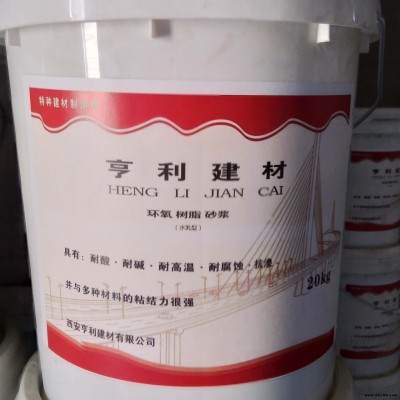 特种建材制造商
亨利建材
HENG LI JIAN CAI
环氧树脂砂浆
(水乳型)
具有：耐酸·耐碱·耐高温·耐腐蚀·抗渗
20kg
并与多种材料的粘结力很强
西安亨利建材有限公司